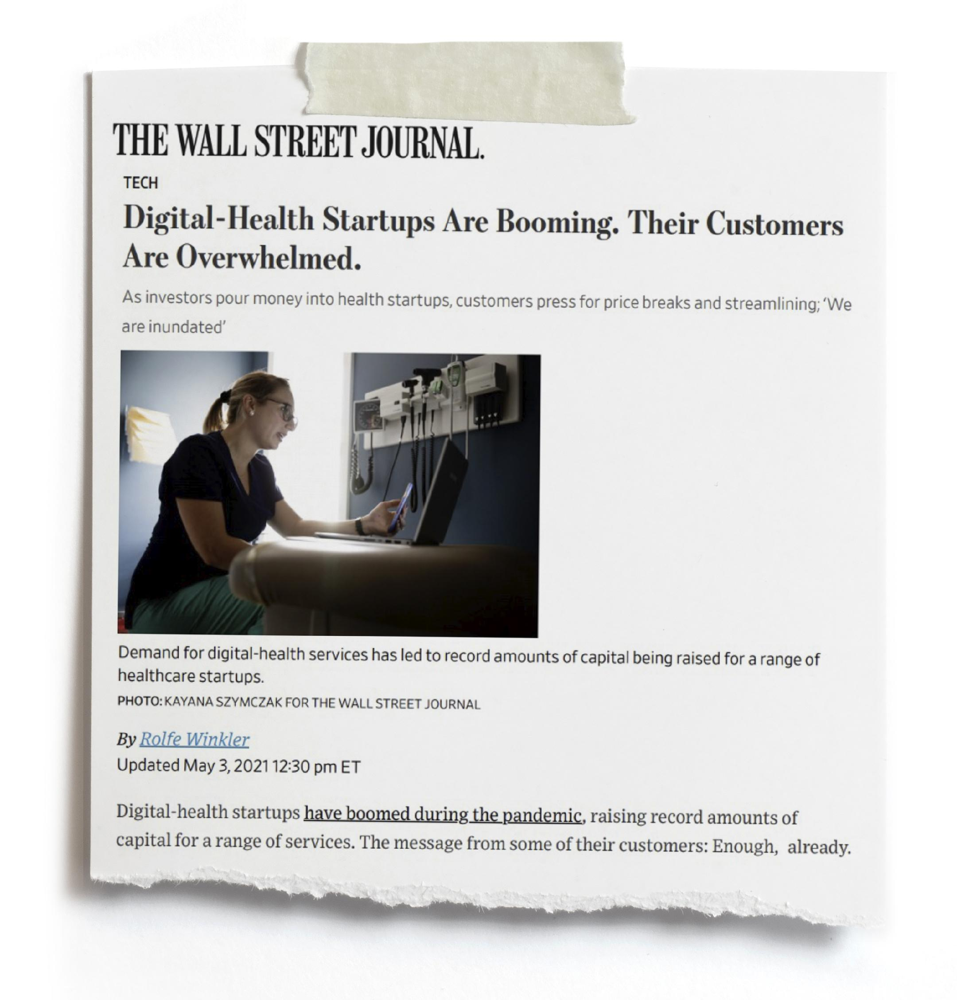 THE WALL STREET JOURNAL.
TECH
Digital-Health Startups Are Booming. Their Customers
Are Overwhelmed.
As investors pour money into health startups, customers press for price breaks and streamlining; ‘We
are inundated’
Demand for digital-health services has led to record amounts of capital being raised for a range of
healthcare startups.
PHOTO: KAYANA SZYMCZAK FOR THE WALL STREET JOURNAL
By Rolfe Winkler
Updated May 3, 2021 12:30 pm ET
Digital-health startups have boomed during the pandemic, raising record amounts of
capital for a range of services. The message from some of their customers: Enough, already.